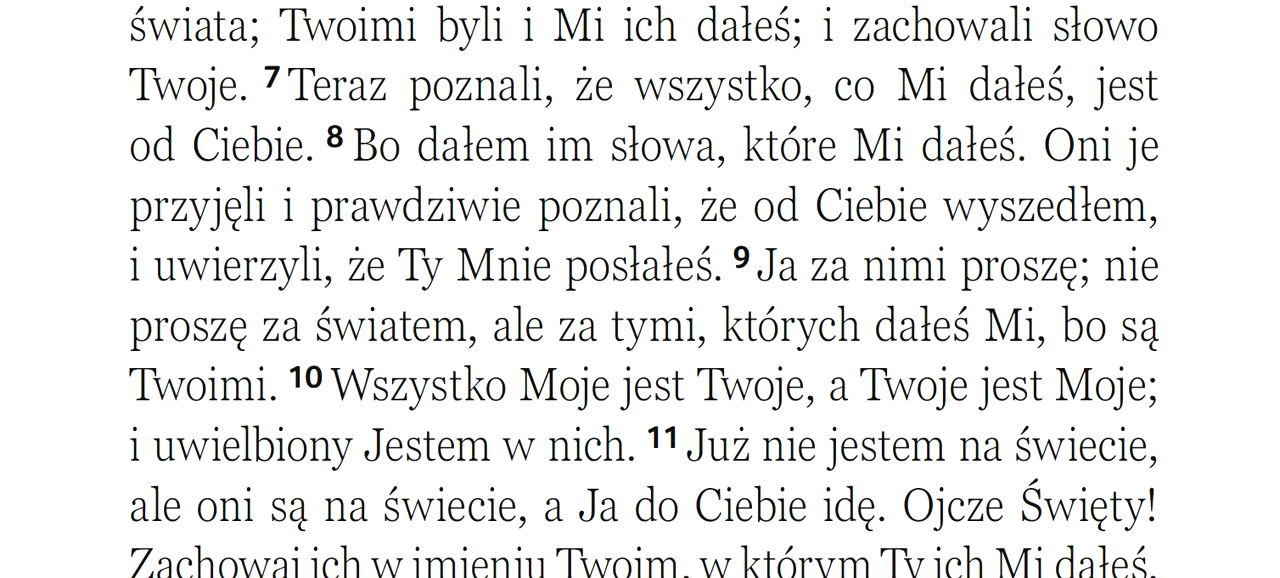 świata; Twoimi byli i Mi ich dałeś; i zachowali słowo
Twoje. 7 Teraz poznali, że wszystko, co Mi dałeś, jest
od Ciebie. 8 Bo dałem im słowa, które Mi dałeś. Oni je
przyjęli i prawdziwie poznali, że od Ciebie wyszedłem,
i uwierzyli, że Ty Mnie posłałeś. 9 Ja za nimi proszę; nie
proszę za światem, ale za tymi, których dałeś Mi, bo są
Twoimi. 10 Wszystko Moje jest Twoje, a Twoje jest Moje;
i uwielbiony Jestem w nich. 11 Już nie jestem na świecie,
ale oni są na świecie, a Ja do Ciebie idę. Ojcze Święty!
Zachowaj ich w imieniu Twoim, w którym Ty ich Mi dałeś,